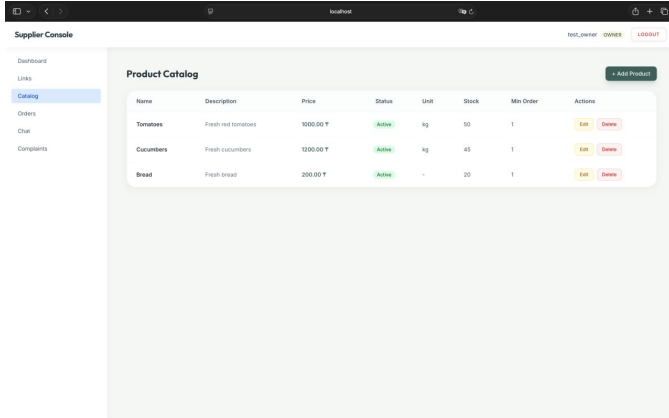 localhost
Supplier Console
test_owner OWNER LOGOUT
Dashboard
Links
Catalog
Orders
Chat
Complaints
Product Catalog
+ Add Product
Name Description Price Status Unit Stock Min Order Actions
Tomatoes Fresh red tomatoes 1000.00 ₸ Active kg 50 1 Edit Delete
Cucumbers Fresh cucumbers 1200.00 ₸ Active kg 45 1 Edit Delete
Bread Fresh bread 200.00 ₸ Active - 20 1 Edit Delete